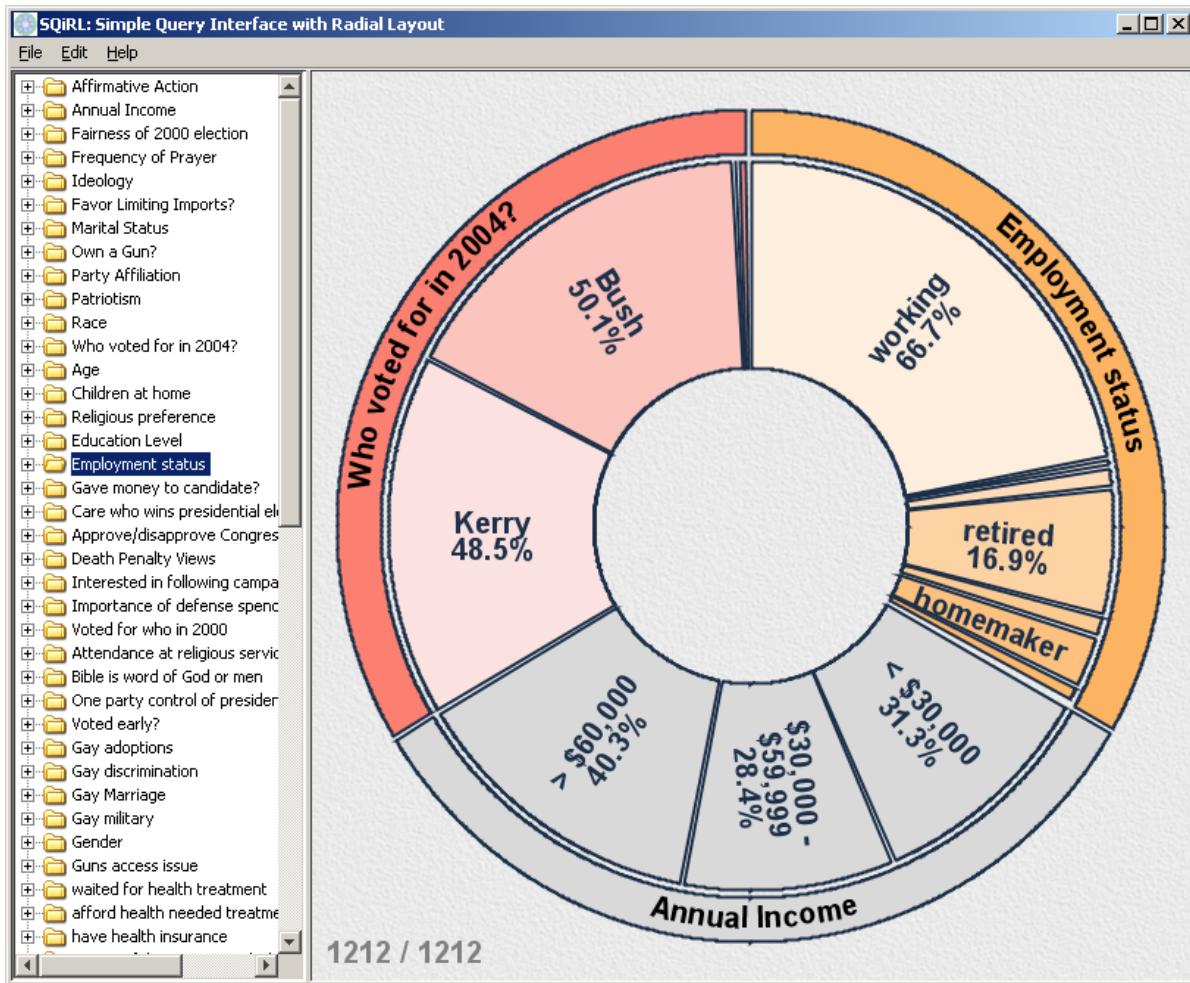 SQiRL: Simple Query Interface with Radial Layout
File Edit Help
Affirmative Action
Annual Income
Fairness of 2000 election
Frequency of Prayer
Ideology
Favor Limiting Imports?
Marital Status
Own a Gun?
Party Affiliation
Patriotism
Race
Who voted for in 2004?
Age
Children at home
Religious preference
Education Level
Employment status
Gave money to candidate?
Care who wins presidential ele
Approve/disapprove Congres
Death Penalty Views
Interested in following campa
Importance of defense spenc
Voted for who in 2000
Attendance at religious servic
Bible is word of God or men
One party control of presider
Voted early?
Gay adoptions
Gay discrimination
Gay Marriage
Gay military
Gender
Guns access issue
waited for health treatment
afford health needed treatme
have health insurance
Who voted for in 2004?
Bush
50.1%
Kerry
48.5%
Employment status
working
66.7%
retired
16.9%
homemaker
Annual Income
< $30,000
31.3%
$30,000 -
$59,999
28.4%
> $60,000
40.3%
1212 / 1212